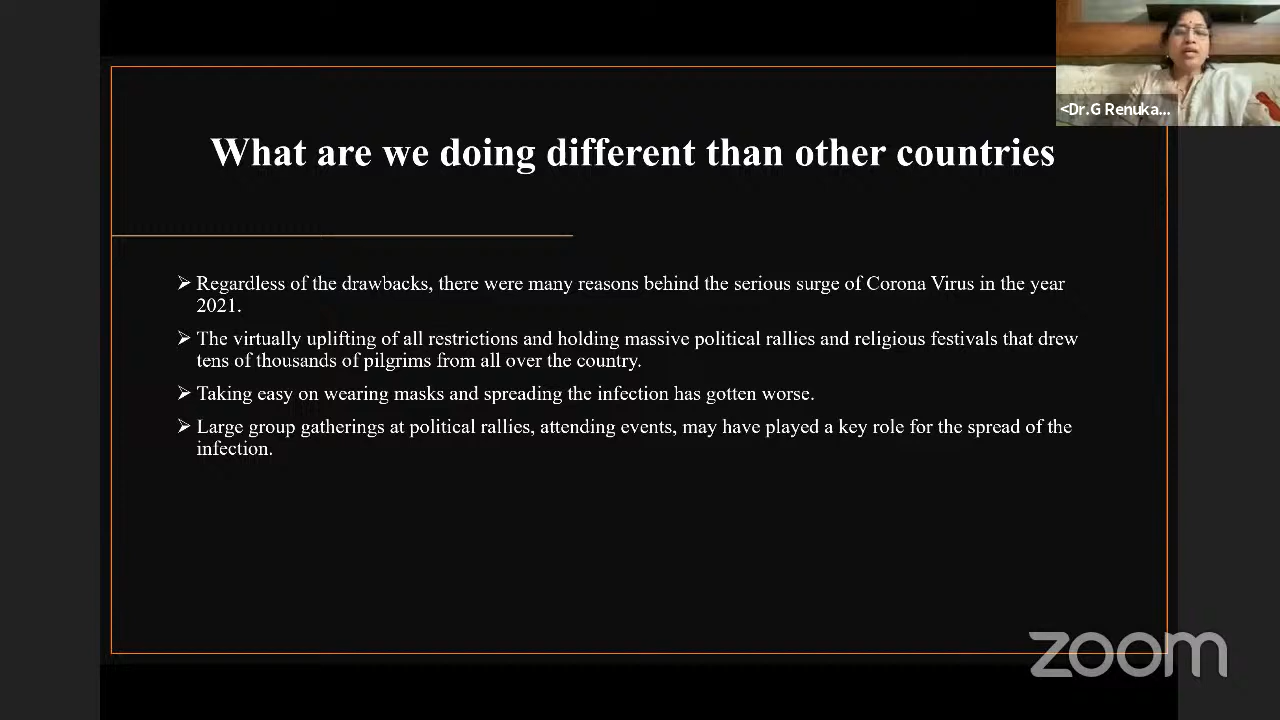 <Dr.G Renuka...
What are we doing different than other countries
➢ Regardless of the drawbacks, there were many reasons behind the serious surge of Corona Virus in the year
2021.
➢ The virtually uplifting of all restrictions and holding massive political rallies and religious festivals that drew
tens of thousands of pilgrims from all over the country.
➢ Taking easy on wearing masks and spreading the infection has gotten worse.
➢ Large group gatherings at political rallies, attending events, may have played a key role for the spread of the
infection.
zoom